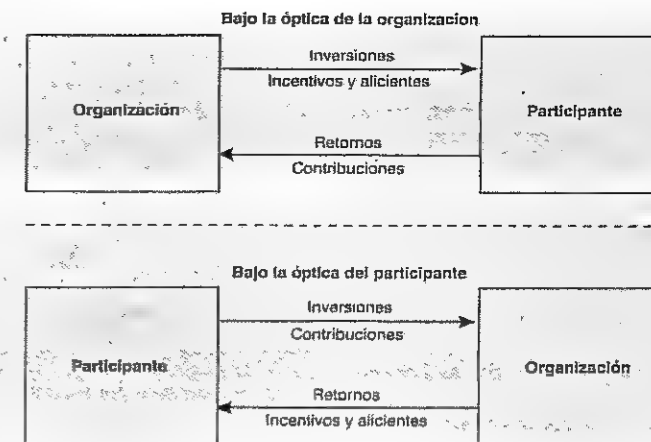 Bajo la óptica de la organizacion
Inversiones
Incentivos y alicientes
Organización
Participante
Retornos
Contribuciones
Bajo la óptica del participante
Inversiones
Contribuciones
Participante
Organización
Retornos
Incentivos y alicientes